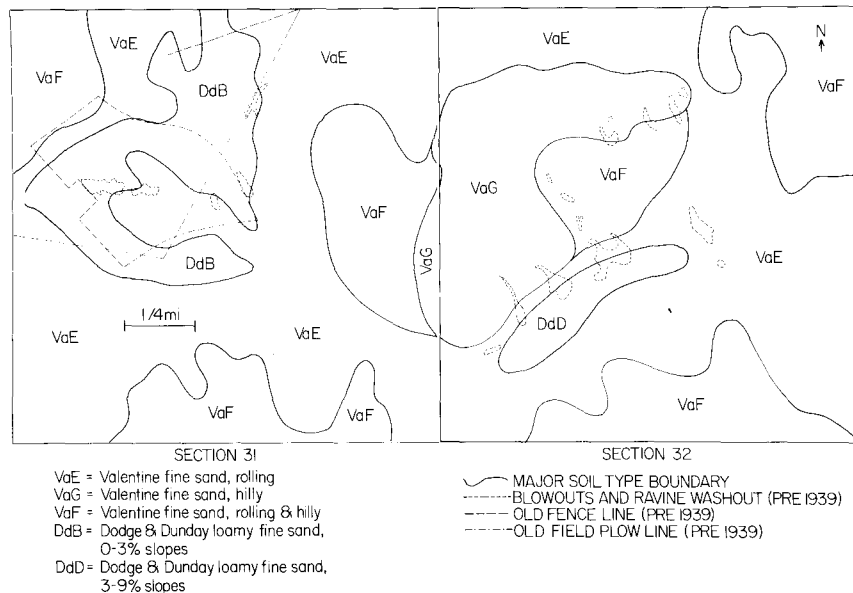 VaE
VaF
DdB
VaE
VaE
N
VaF
VaF
VaG
VaF
VaG
DdB
VaE
1/4mi
DdD
VaE
VaE
VaF
VaF
VaF
SECTION 31
SECTION 32
VaE = Valentine fine sand, rolling
VaG = Valentine fine sand, hilly
VaF = Valentine fine sand, rolling & hilly
DdB = Dodge & Dunday loamy fine sand,
0-3% slopes
DdD = Dodge & Dunday loamy fine sand,
3-9% slopes
MAJOR SOIL TYPE BOUNDARY
BLOWOUTS AND RAVINE WASHOUT (PRE 1939)
OLD FENCE LINE (PRE 1939)
OLD FIELD PLOW LINE (PRE 1939)